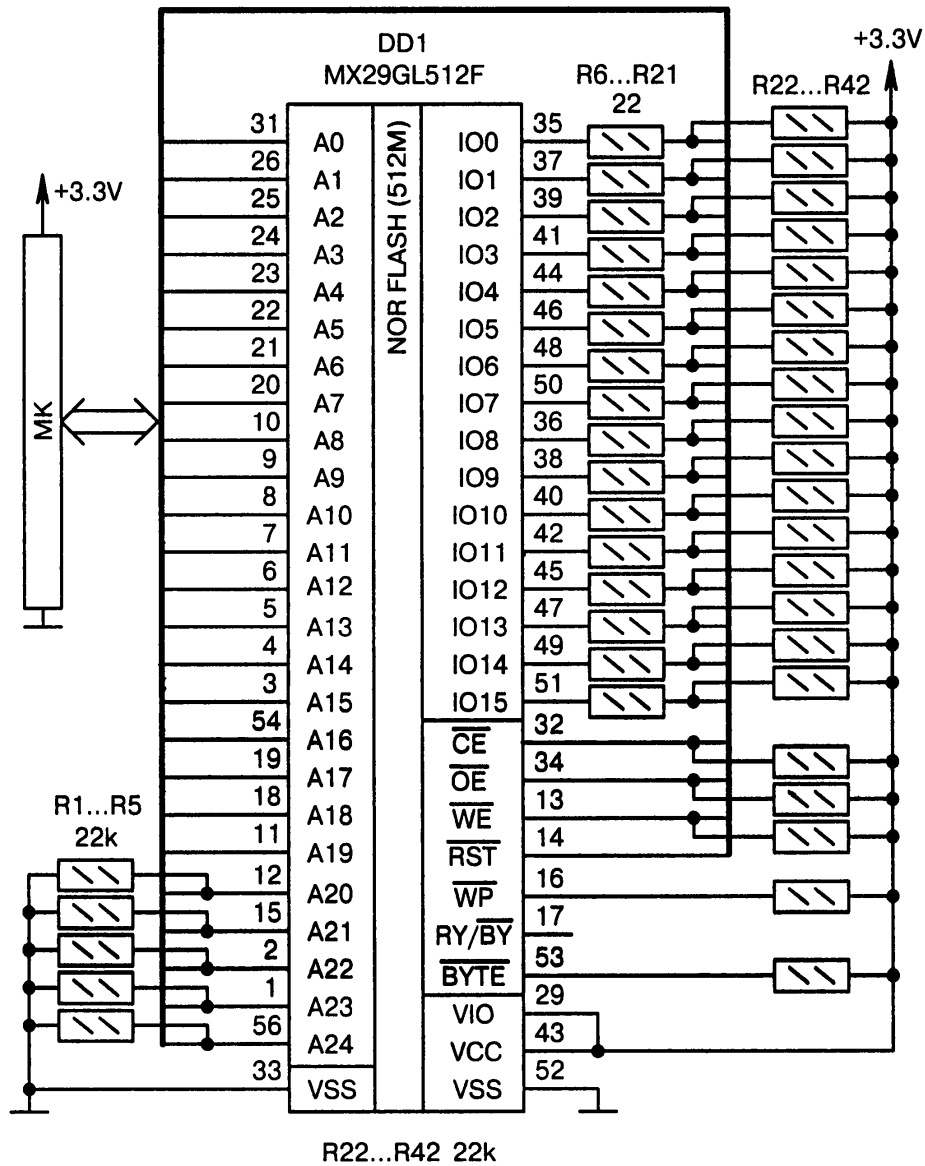 DD1
MX29GL512F
+3.3V
R6...R21
22
R22...R42
NOR FLASH (512M)
31 A0 IO0 35
26 A1 IO1 37
25 A2 IO2 39
24 A3 IO3 41
23 A4 IO4 44
22 A5 IO5 46
21 A6 IO6 48
20 A7 IO7 50
10 A8 IO8 36
9 A9 IO9 38
8 A10 IO10 40
7 A11 IO11 42
6 A12 IO12 45
5 A13 IO13 47
4 A14 IO14 49
3 A15 IO15 51
54 A16 CE 32
19 A17 OE 34
18 A18 WE 13
11 A19 RST 14
12 A20 WP 16
15 A21 RY/BY 17
2 A22 BYTE 53
1 A23 VIO 29
56 A24 VCC 43
33 VSS VSS 52
+3.3V
МК
R1...R5
22k
R22...R42 22k